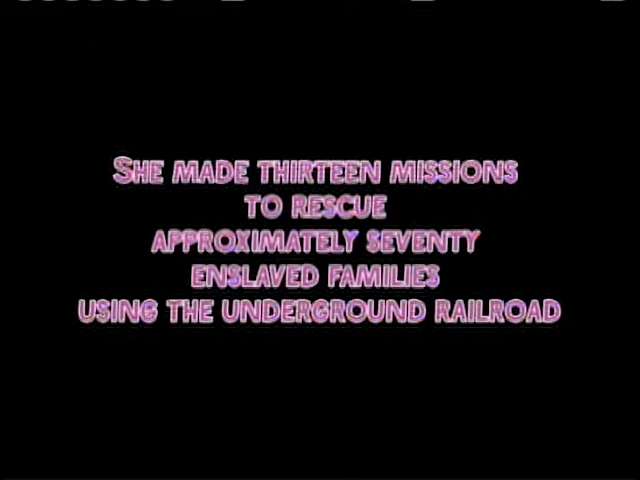 She made thirteen missions
to rescue
approximately seventy
enslaved families
using the Underground Railroad